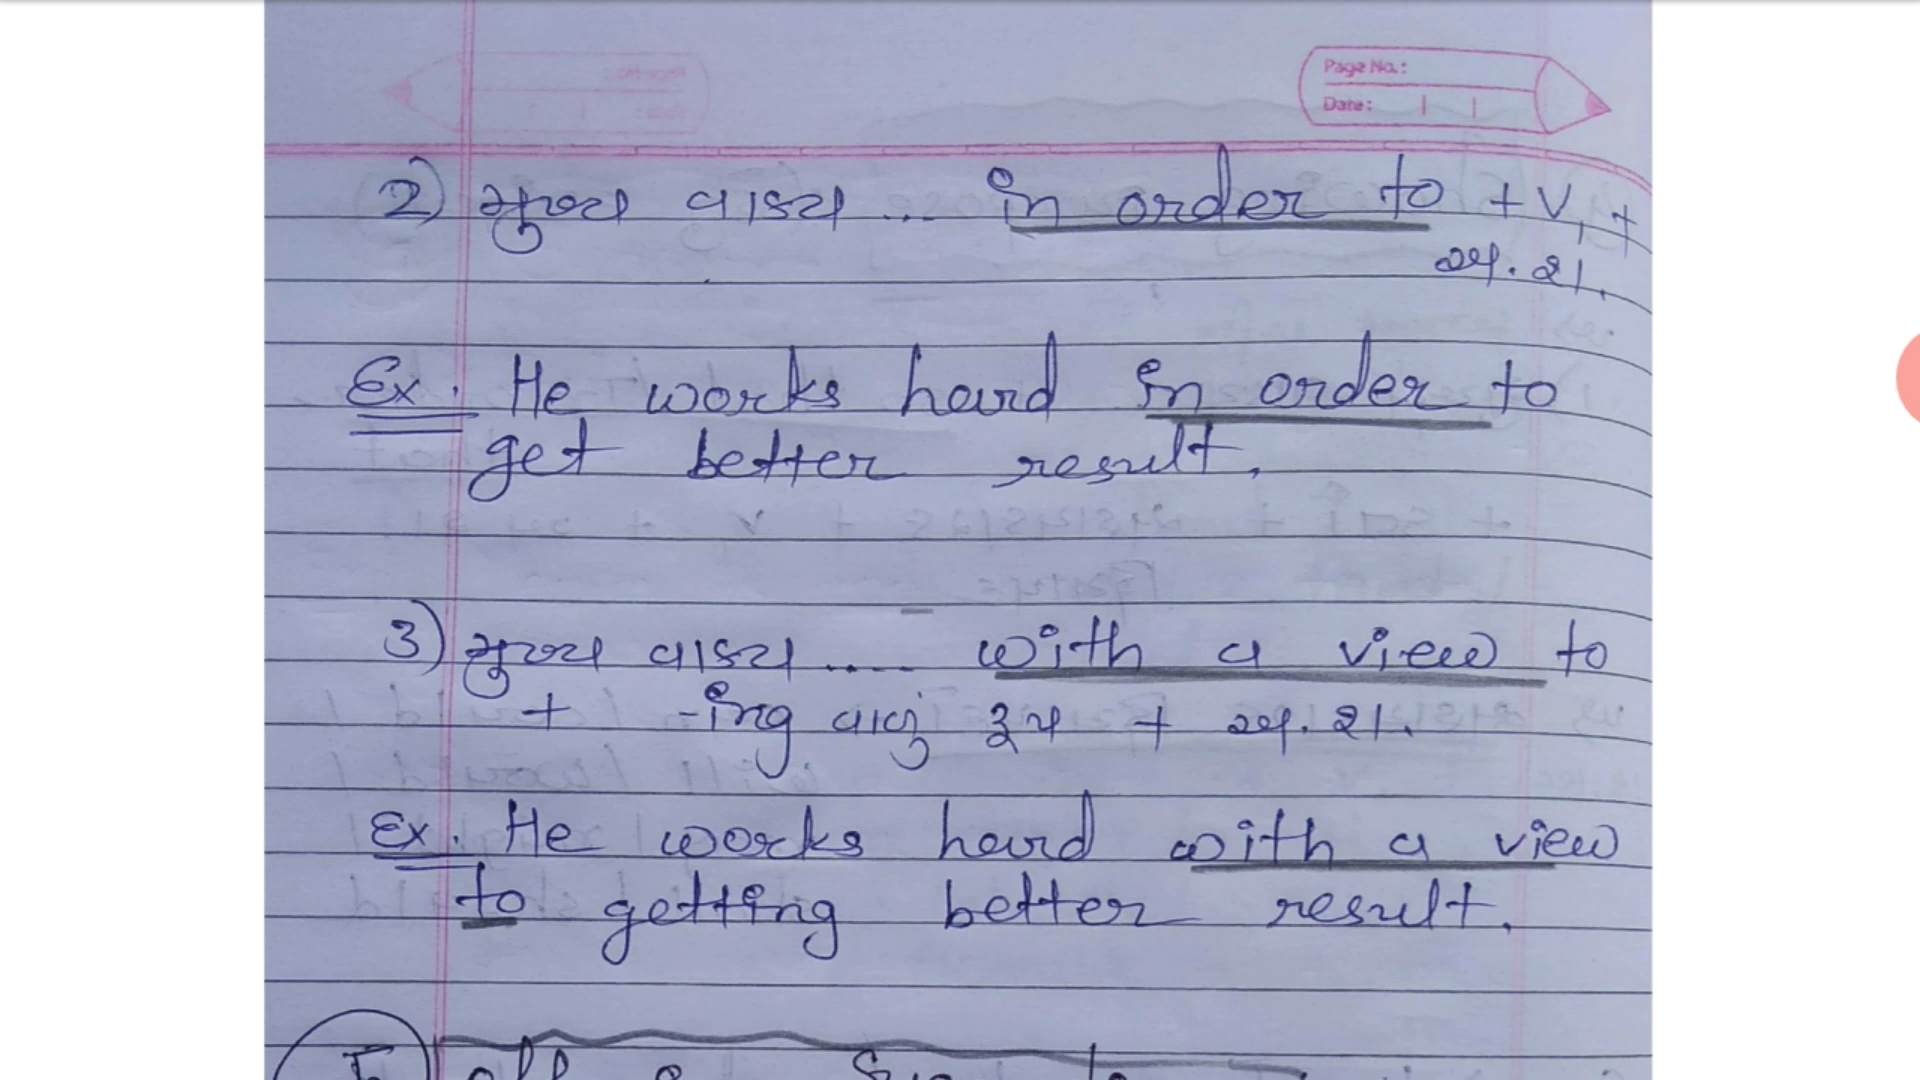 Page No.:
Date:
2) મુખ્ય વાક્ય ... in order to + V₁ +
અ. શ.
Ex. He works hard in order to
get better result.
3) મુખ્ય વાક્ય .... with a view to
+ -ing વાળું રૂપ + અ. શ.
Ex. He works hard with a view
to getting better result.